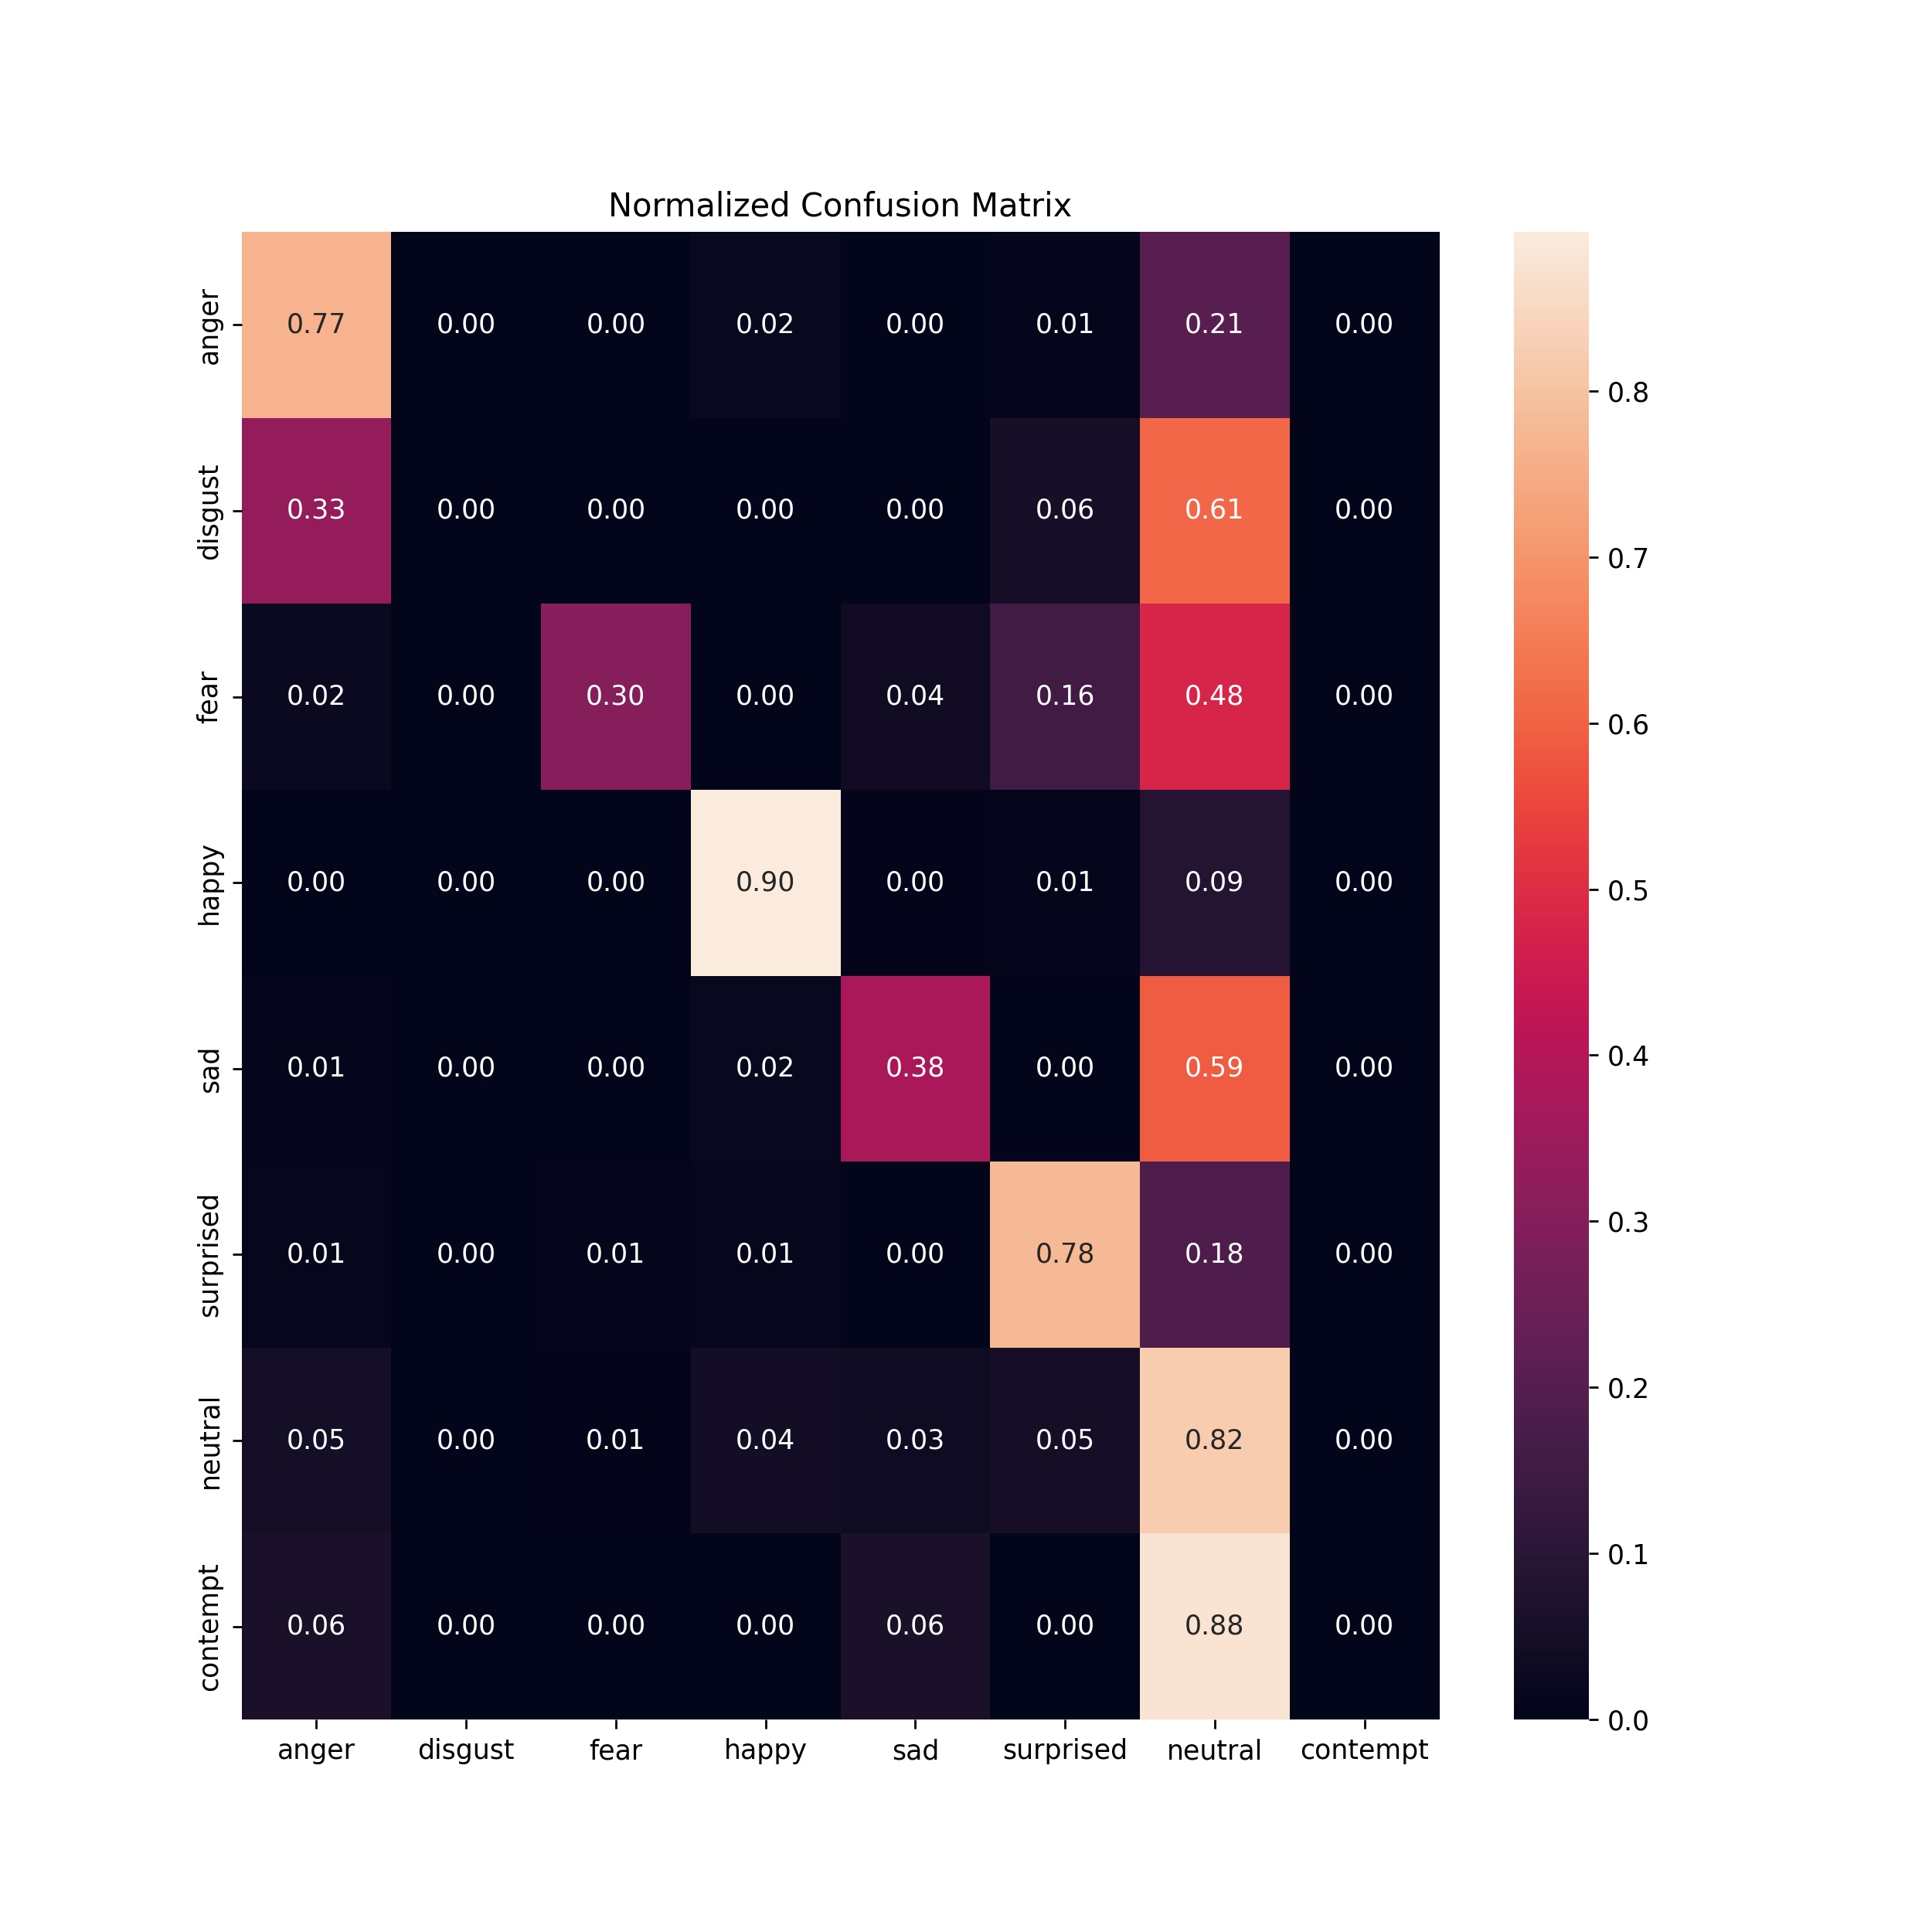 Normalized Confusion Matrix
anger 0.77 0.00 0.00 0.02 0.00 0.01 0.21 0.00
disgust 0.33 0.00 0.00 0.00 0.00 0.06 0.61 0.00
fear 0.02 0.00 0.30 0.00 0.04 0.16 0.48 0.00
happy 0.00 0.00 0.00 0.90 0.00 0.01 0.09 0.00
sad 0.01 0.00 0.00 0.02 0.38 0.00 0.59 0.00
surprised 0.01 0.00 0.01 0.01 0.00 0.78 0.18 0.00
neutral 0.05 0.00 0.01 0.04 0.03 0.05 0.82 0.00
contempt 0.06 0.00 0.00 0.00 0.06 0.00 0.88 0.00
anger disgust fear happy sad surprised neutral contempt
0.8
0.7
0.6
0.5
0.4
0.3
0.2
0.1
0.0